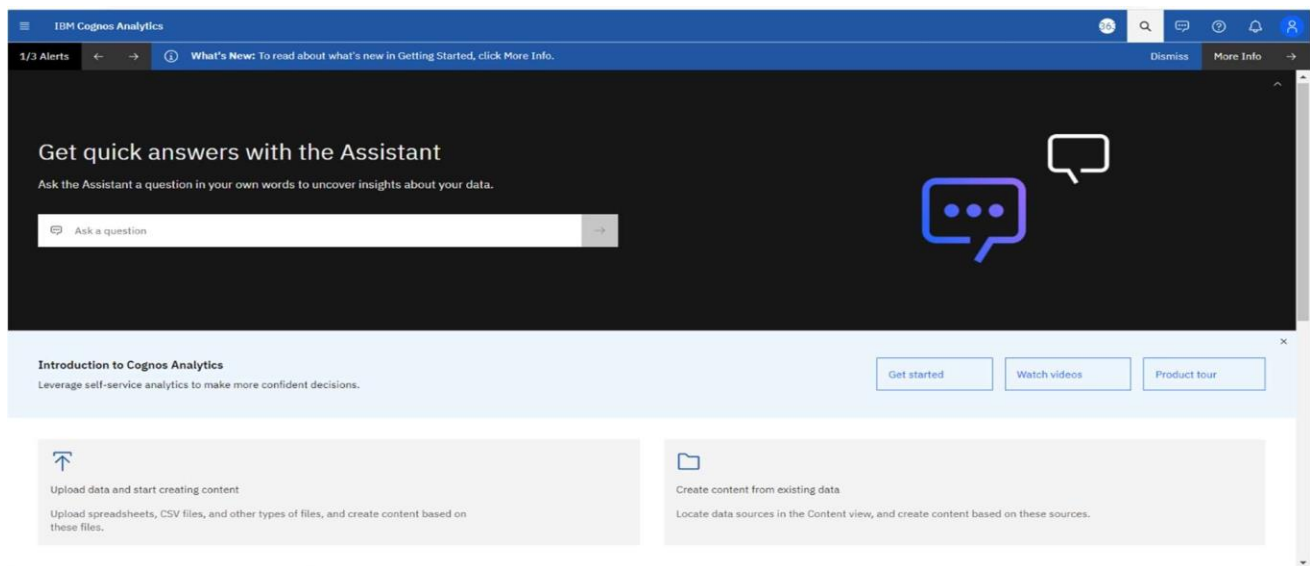 IBM Cognos Analytics
1/3 Alerts What's New: To read about what's new in Getting Started, click More Info. Dismiss More Info
Get quick answers with the Assistant
Ask the Assistant a question in your own words to uncover insights about your data.
Ask a question
Introduction to Cognos Analytics
Leverage self-service analytics to make more confident decisions.
Get started Watch videos Product tour
Upload data and start creating content
Upload spreadsheets, CSV files, and other types of files, and create content based on
these files.
Create content from existing data
Locate data sources in the Content view, and create content based on these sources.